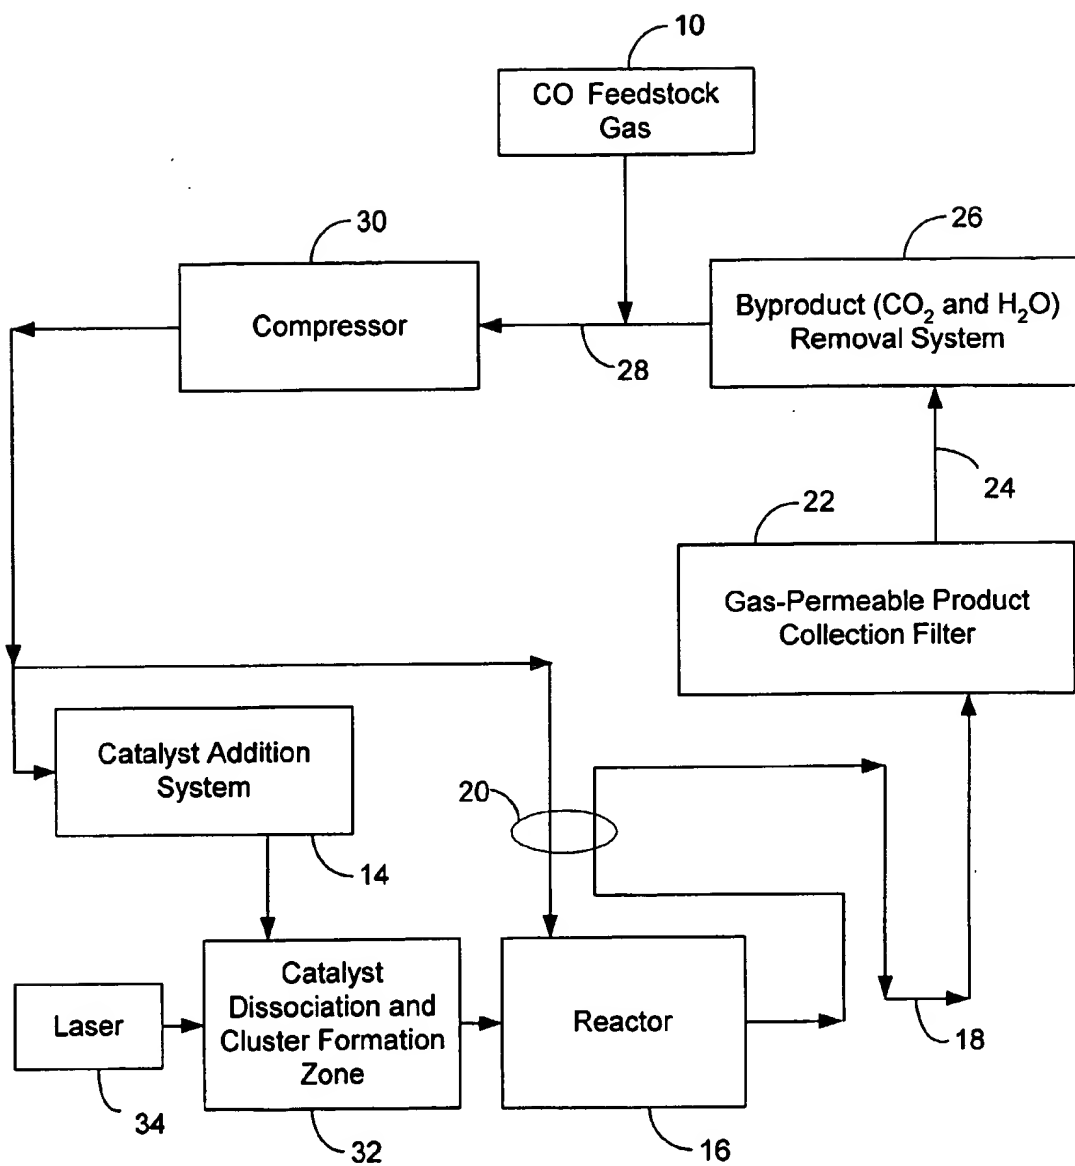 10
CO Feedstock
Gas
30
26
Compressor
Byproduct (CO₂ and H₂O)
Removal System
28
24
22
Gas-Permeable Product
Collection Filter
Catalyst Addition
System
20
14
Catalyst
Dissociation and
Cluster Formation
Zone
Laser
Reactor
18
34
32
16